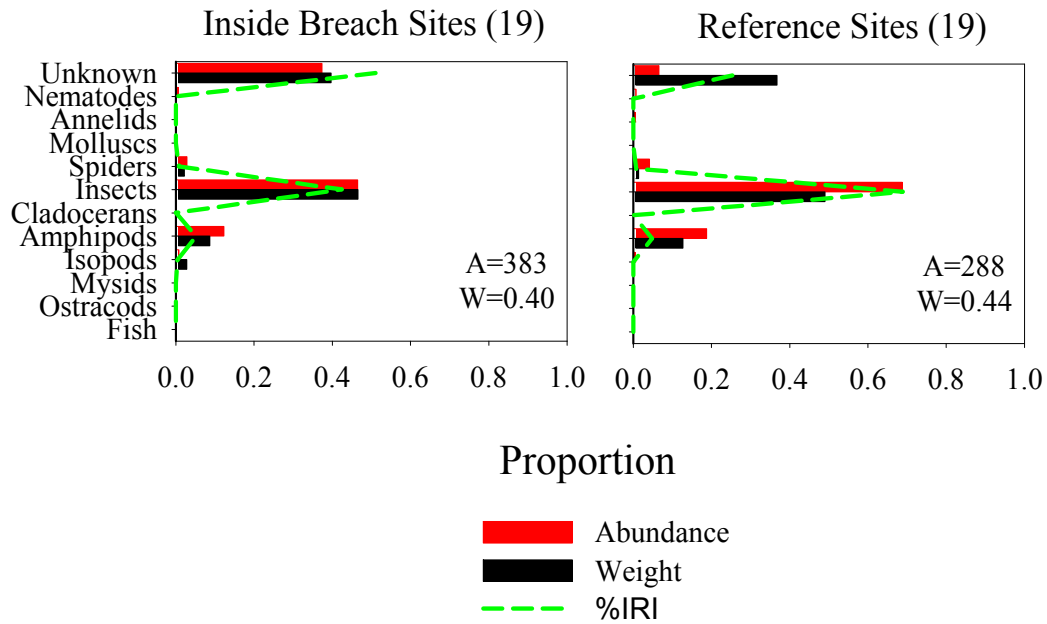 Inside Breach Sites (19)
Reference Sites (19)
Unknown
Nematodes
Annelids
Molluscs
Spiders
Insects
Cladocerans
Amphipods
Isopods
Mysids
Ostracods
Fish
A=383
W=0.40
A=288
W=0.44
0.0 0.2 0.4 0.6 0.8 1.0
0.0 0.2 0.4 0.6 0.8 1.0
Proportion
Abundance
Weight
%IRI